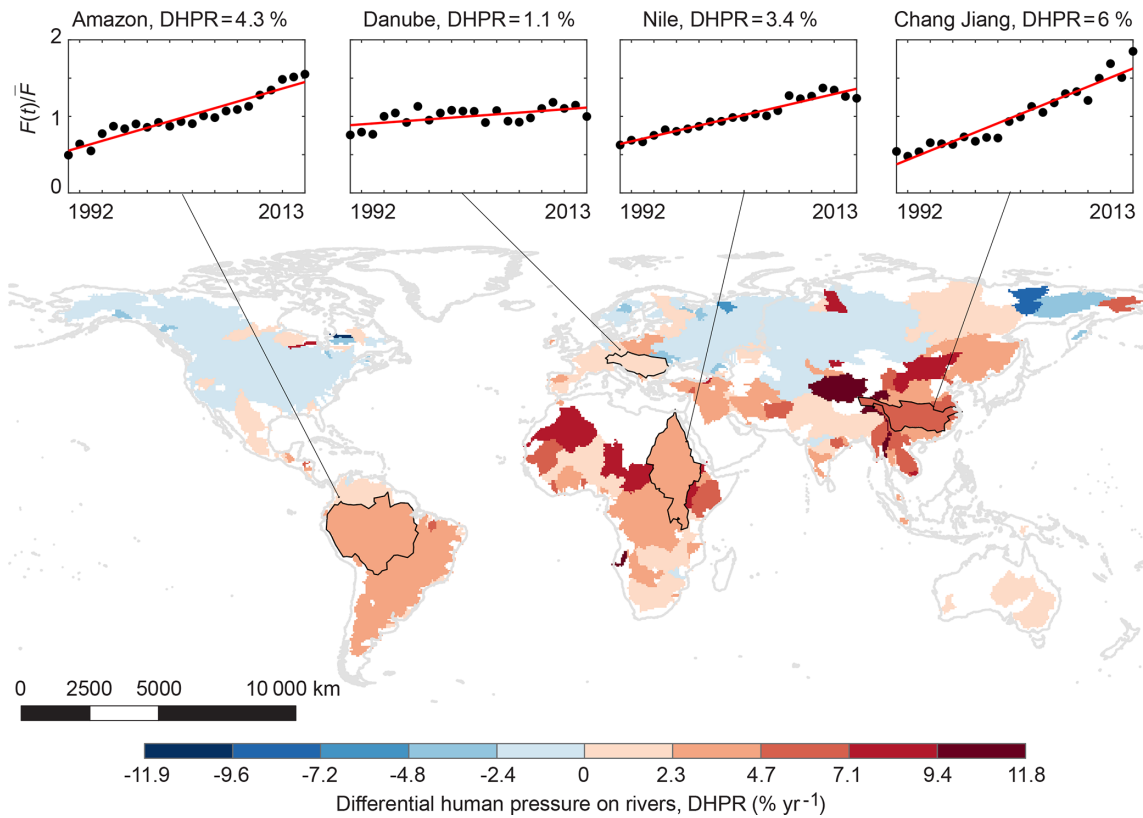 Amazon, DHPR = 4.3 %
Danube, DHPR = 1.1 %
Nile, DHPR = 3.4 %
Chang Jiang, DHPR = 6 %
F(t)/F̅
2
1
0
1992 2013
1992 2013
1992 2013
1992 2013
0 2500 5000 10 000 km
-11.9 -9.6 -7.2 -4.8 -2.4 0 2.3 4.7 7.1 9.4 11.8
Differential human pressure on rivers, DHPR (% yr⁻¹)